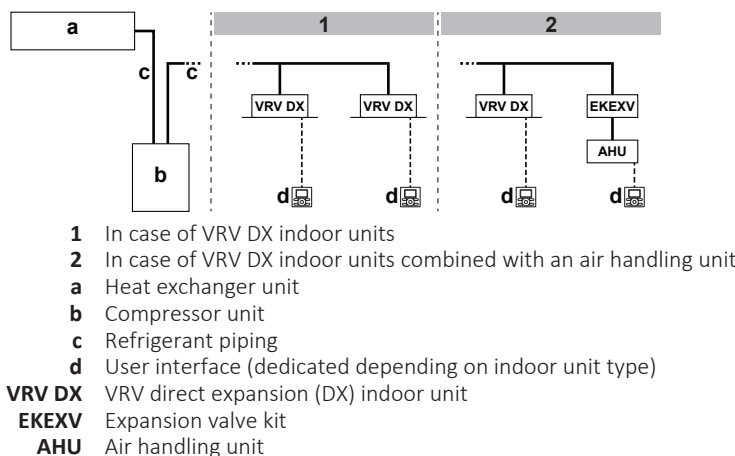 a
1
2
c
c
VRV DX
VRV DX
VRV DX
EKEXV
AHU
b
d
d
d
d
1 In case of VRV DX indoor units
2 In case of VRV DX indoor units combined with an air handling unit
a Heat exchanger unit
b Compressor unit
c Refrigerant piping
d User interface (dedicated depending on indoor unit type)
VRV DX VRV direct expansion (DX) indoor unit
EKEXV Expansion valve kit
AHU Air handling unit